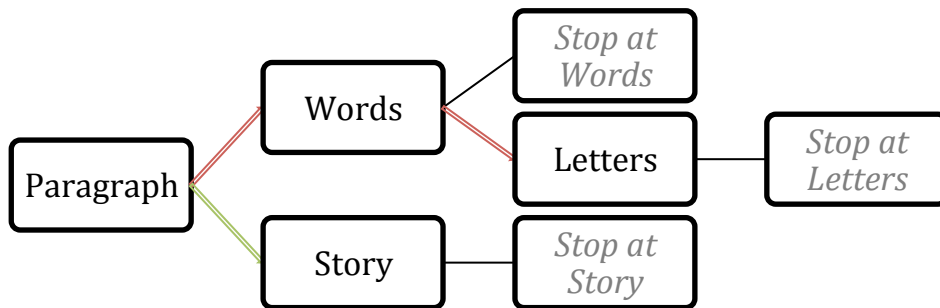 Paragraph
Words
Stop at
Words
Letters
Stop at
Letters
Story
Stop at
Story